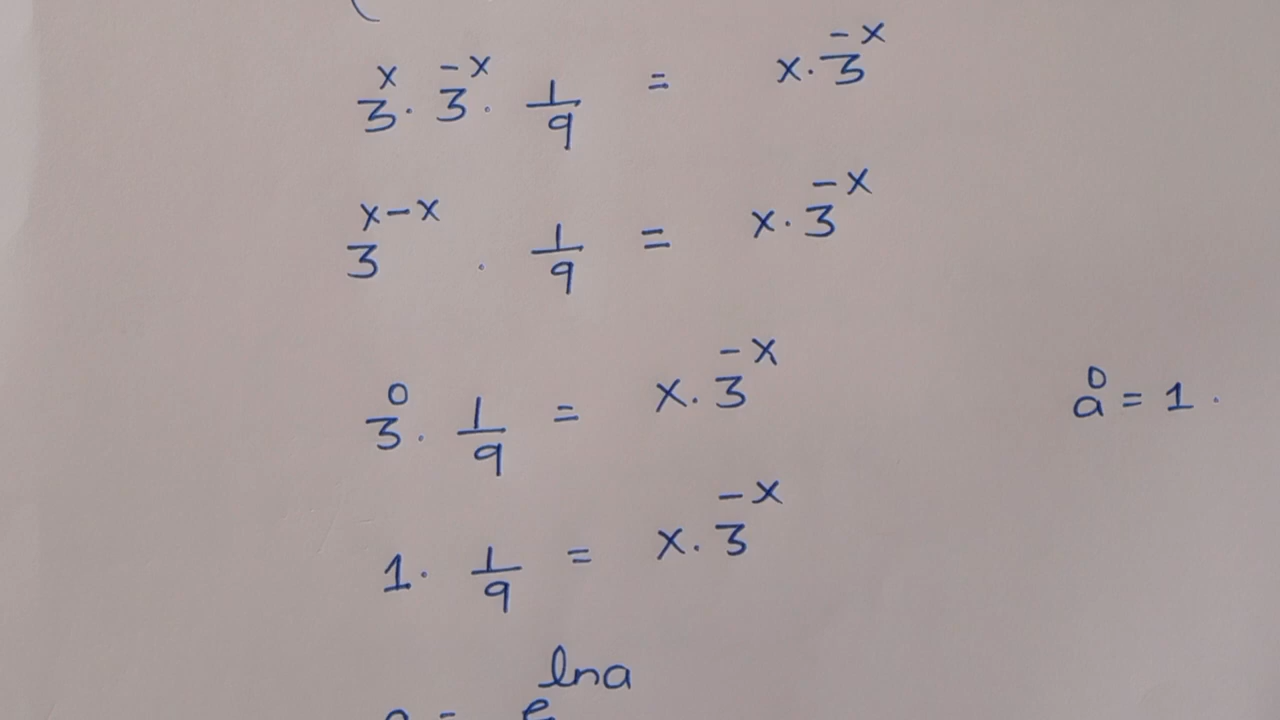 3^x · 3^-x · 1/9 = x · 3^-x
3^x-x · 1/9 = x · 3^-x
3^0 · 1/9 = x · 3^-x a^0 = 1.
1 · 1/9 = x · 3^-x
a = e^ln a